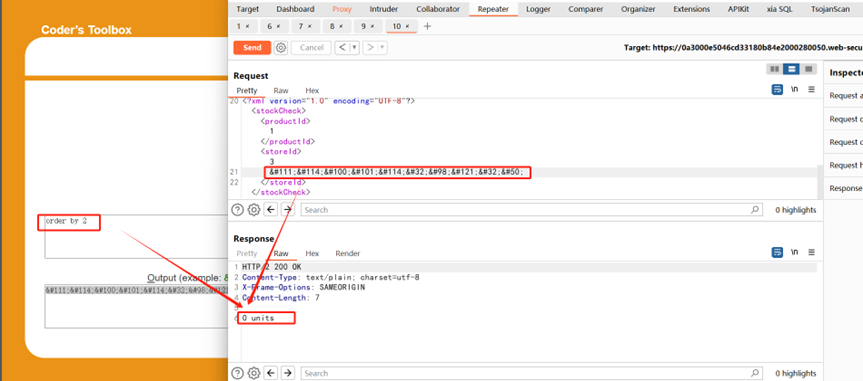 Coder's Toolbox
order by 2
Output (example: &
&#111;&#114;&#100;&#101;&#114;&#32;&#98;&#12
Target Dashboard Proxy Intruder Collaborator Repeater Logger Comparer Organizer Extensions APIKit xia SQL TsojanScan
1 × 6 × 7 × 8 × 9 × 10 × +
Send Cancel < > Target: https://0a3000e5046cd33180b84e2000280050.web-secu
Request
Pretty Raw Hex \n
20 <?xml version="1.0" encoding="UTF-8"?>
<stockCheck>
<productId>
1
</productId>
<storeId>
3
21 &#111;&#114;&#100;&#101;&#114;&#32;&#98;&#121;&#32;&#50;
22 </storeId>
</stockCheck>
Search 0 highlights
Response
Pretty Raw Hex Render \n
1 HTTP/2 200 OK
2 Content-Type: text/plain; charset=utf-8
3 X-Frame-Options: SAMEORIGIN
4 Content-Length: 7
5
6 0 units
Search 0 highlights
Inspecto
Request a
Request q
Request c
Request h
Response